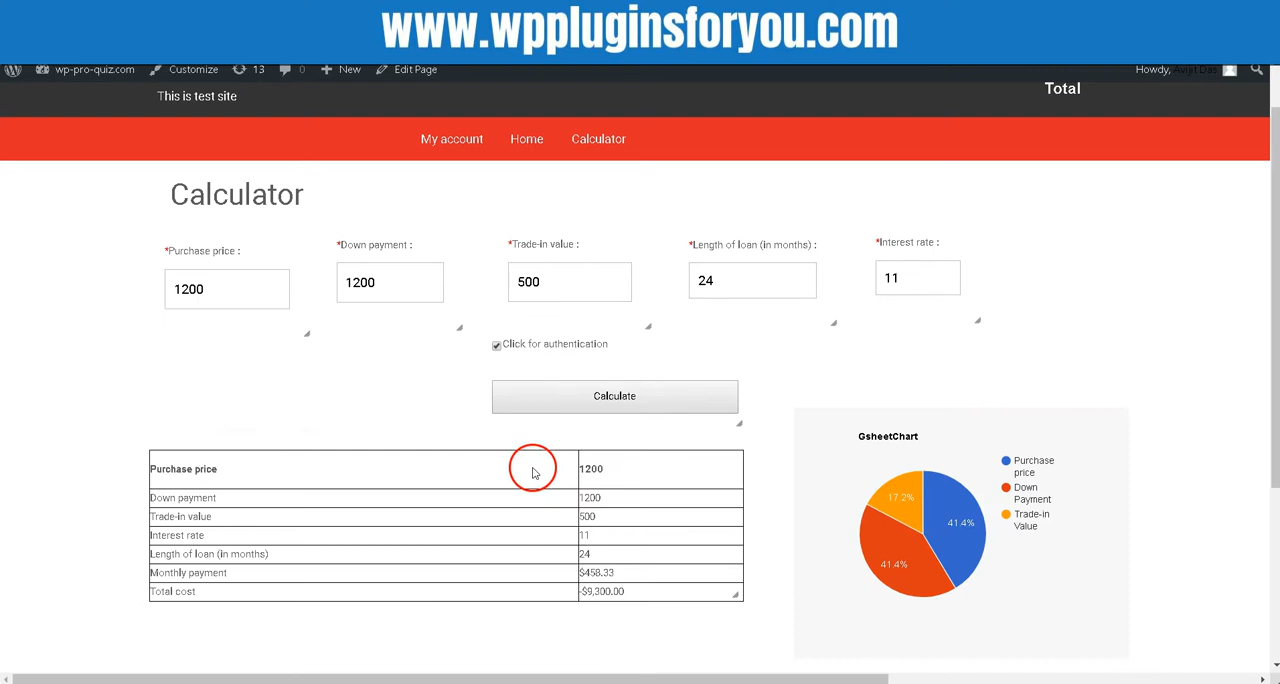 www.wppluginsforyou.com
wp-pro-quiz.com Customize 13 0 New Edit Page Howdy, Avijit Das
This is test site Total
My account Home Calculator
Calculator
*Purchase price : *Down payment : *Trade-in value : *Length of loan (in months) : *Interest rate :
1200 1200 500 24 11
Click for authentication
Calculate
Purchase price 1200
Down payment 1200
Trade-in value 500
Interest rate 11
Length of loan (in months) 24
Monthly payment $458.33
Total cost -$9,300.00
GsheetChart
Purchase
price
Down
Payment
Trade-in
Value
17.2%
41.4%
41.4%